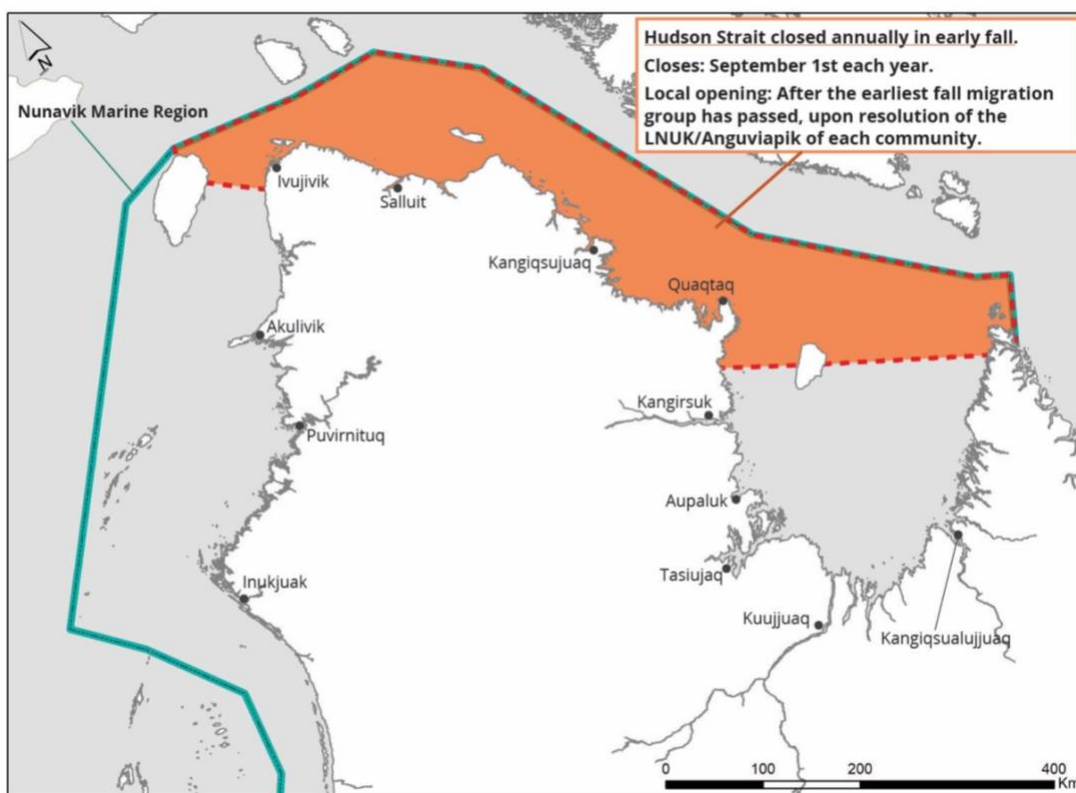 N
Hudson Strait closed annually in early fall.
Closes: September 1st each year.
Local opening: After the earliest fall migration
group has passed, upon resolution of the
LNUK/Anguviapik of each community.
Nunavik Marine Region
Ivujivik
Salluit
Kangiqsujuaq
Quaqtaq
Akulivik
Kangirsuk
Puvirnituq
Aupaluk
Tasiujaq
Inukjuak
Kuujjuaq
Kangiqsualujjuaq
0 100 200 400
Km